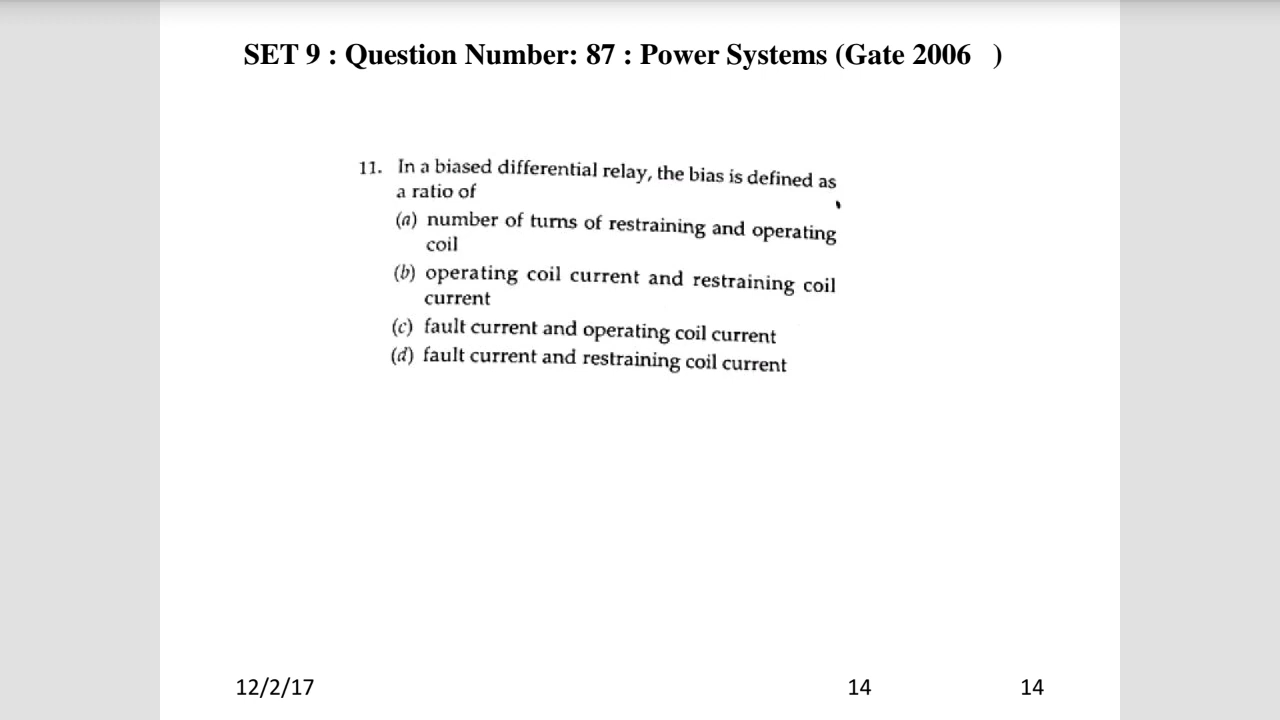 SET 9 : Question Number: 87 : Power Systems (Gate 2006 )
11. In a biased differential relay, the bias is defined as
a ratio of
(a) number of turns of restraining and operating
coil
(b) operating coil current and restraining coil
current
(c) fault current and operating coil current
(d) fault current and restraining coil current
12/2/17 14 14